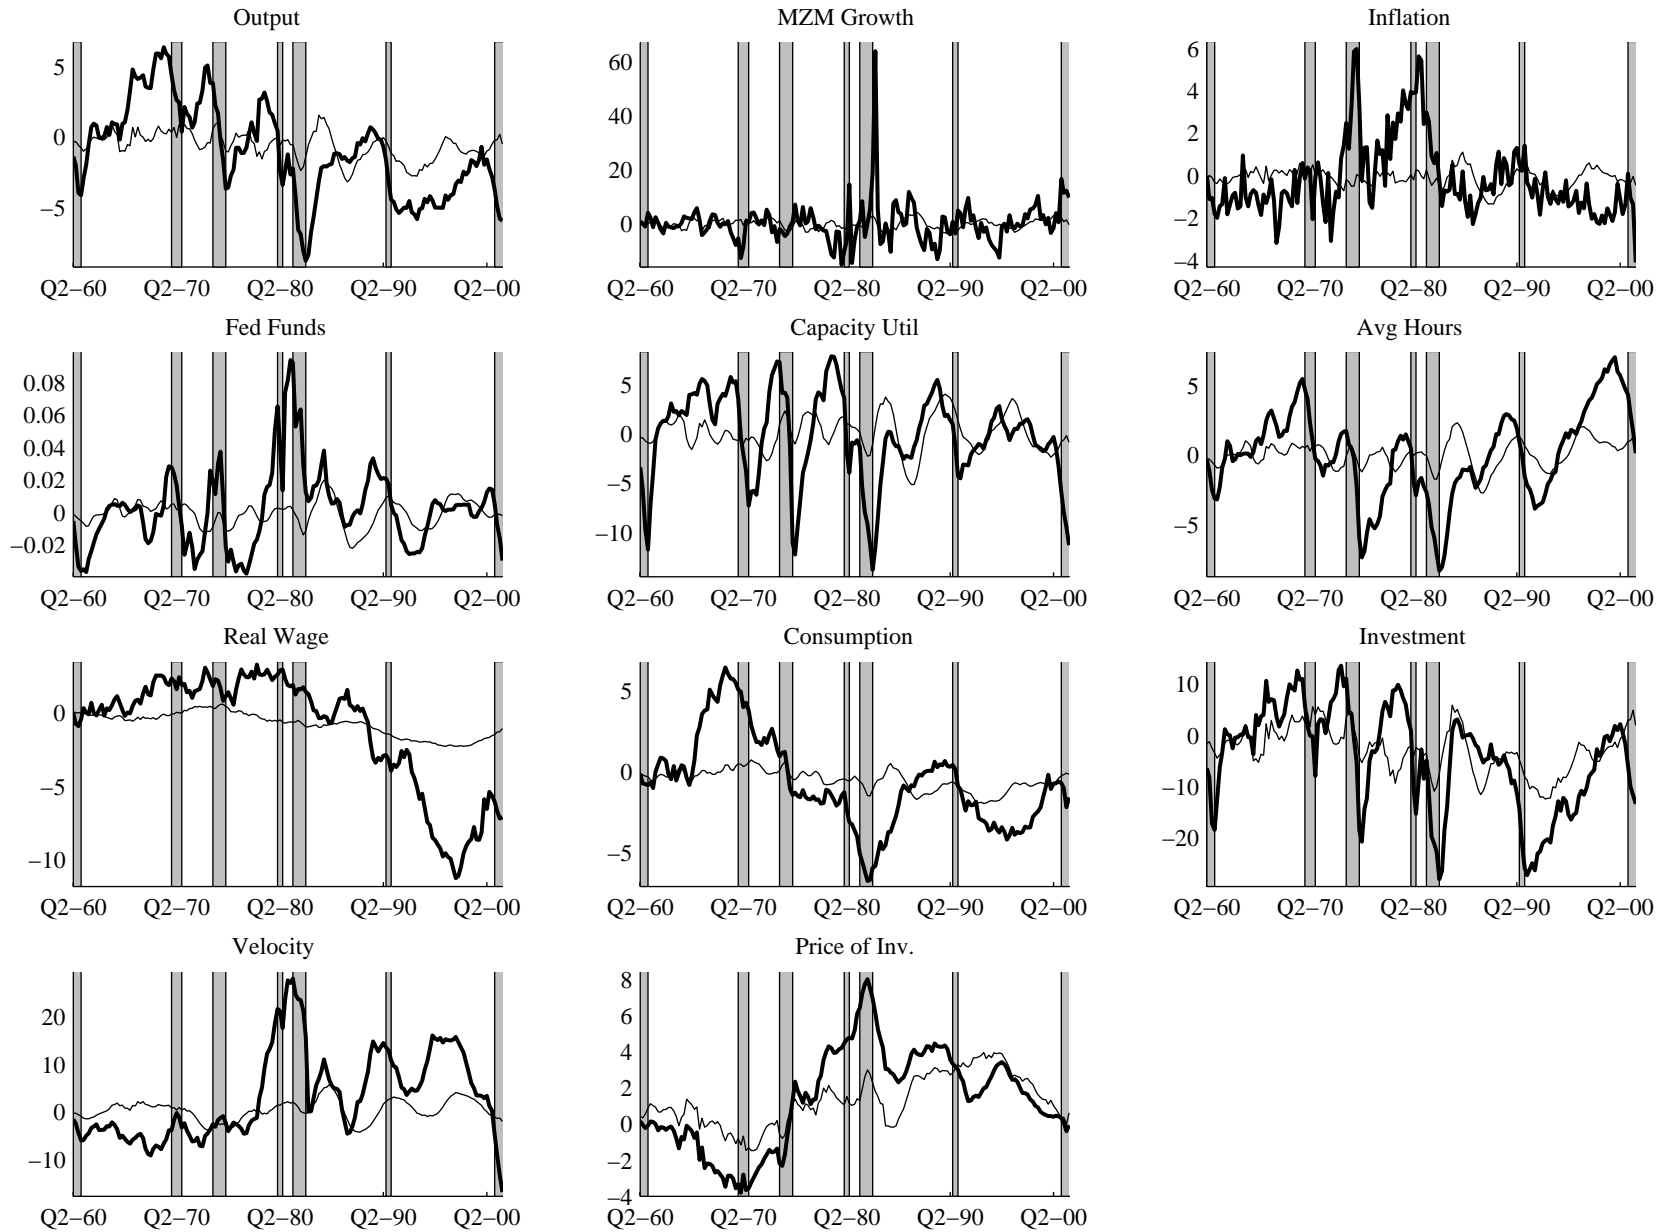 Output
5
0
−5
Q2−60 Q2−70 Q2−80 Q2−90 Q2−00
MZM Growth
60
40
20
0
Q2−60 Q2−70 Q2−80 Q2−90 Q2−00
Inflation
6
4
2
0
−2
−4
Q2−60 Q2−70 Q2−80 Q2−90 Q2−00
Fed Funds
0.08
0.06
0.04
0.02
0
−0.02
Q2−60 Q2−70 Q2−80 Q2−90 Q2−00
Capacity Util
5
0
−5
−10
Q2−60 Q2−70 Q2−80 Q2−90 Q2−00
Avg Hours
5
0
−5
Q2−60 Q2−70 Q2−80 Q2−90 Q2−00
Real Wage
0
−5
−10
Q2−60 Q2−70 Q2−80 Q2−90 Q2−00
Consumption
5
0
−5
Q2−60 Q2−70 Q2−80 Q2−90 Q2−00
Investment
10
0
−10
−20
Q2−60 Q2−70 Q2−80 Q2−90 Q2−00
Velocity
20
10
0
−10
Q2−60 Q2−70 Q2−80 Q2−90 Q2−00
Price of Inv.
8
6
4
2
0
−2
−4
Q2−60 Q2−70 Q2−80 Q2−90 Q2−00